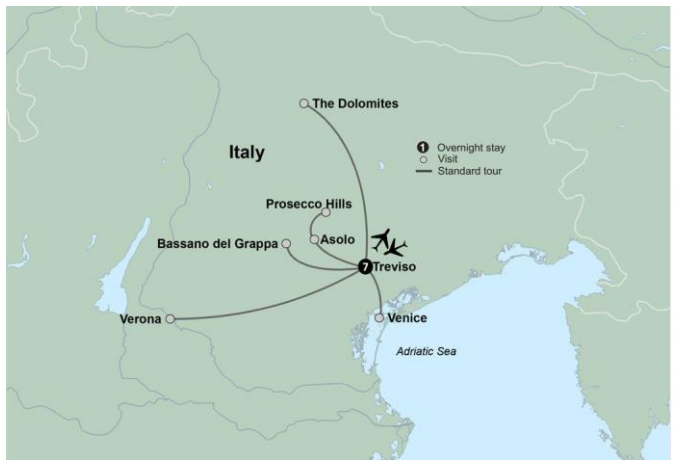 The Dolomites
Italy
1 Overnight stay
Visit
Standard tour
Prosecco Hills
Asolo
Bassano del Grappa
7 Treviso
Verona
Venice
Adriatic Sea